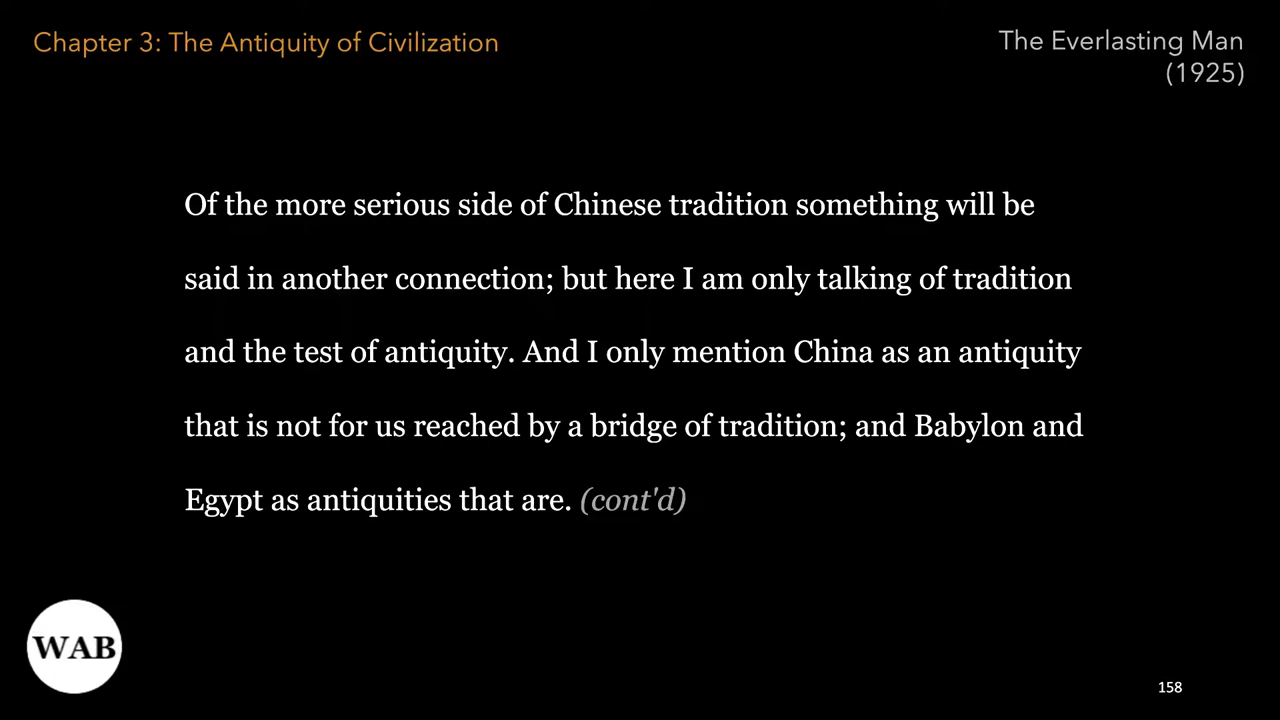 Chapter 3: The Antiquity of Civilization
The Everlasting Man
(1925)
Of the more serious side of Chinese tradition something will be
said in another connection; but here I am only talking of tradition
and the test of antiquity. And I only mention China as an antiquity
that is not for us reached by a bridge of tradition; and Babylon and
Egypt as antiquities that are. (cont'd)
WAB
158